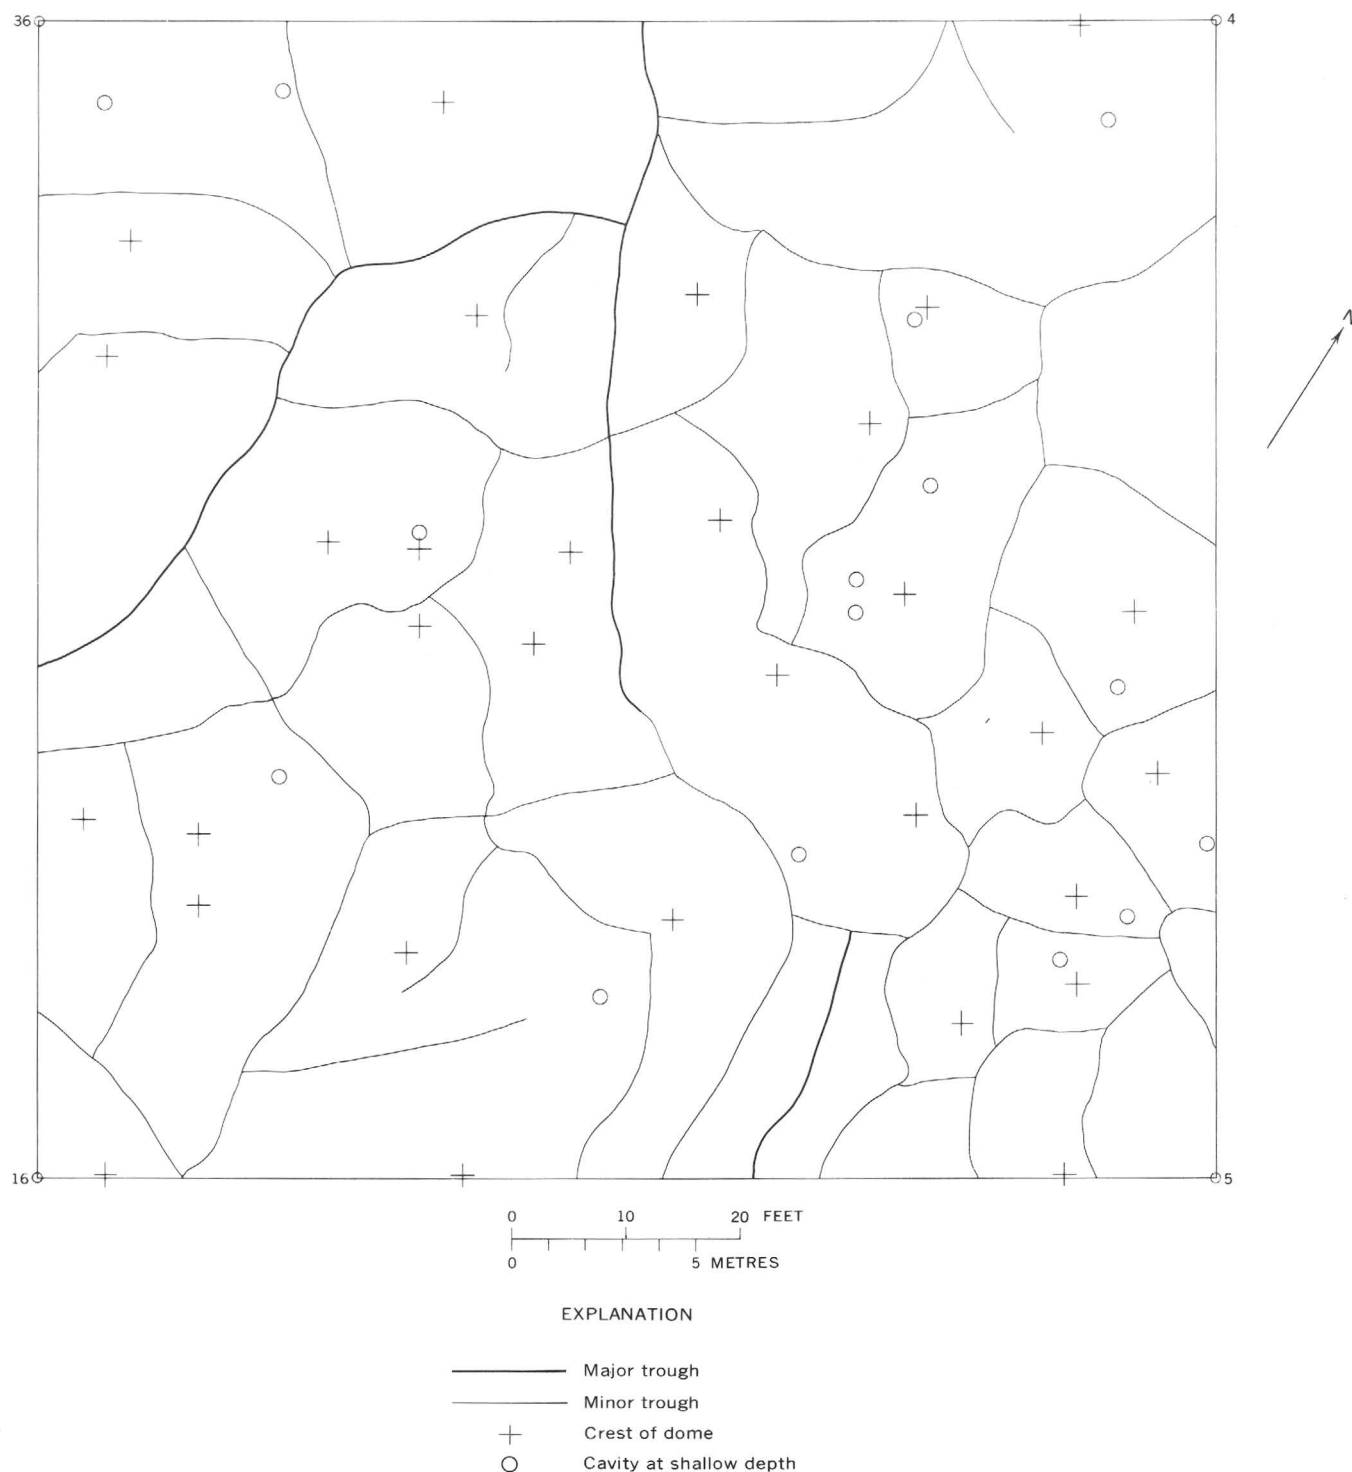 36 4
N
16 5
0 10 20 FEET
0 5 METRES
EXPLANATION
Major trough
Minor trough
Crest of dome
Cavity at shallow depth